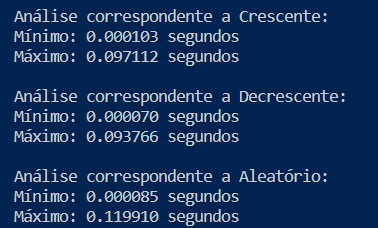 Análise correspondente a Crescente:
Mínimo: 0.000103 segundos
Máximo: 0.097112 segundos
Análise correspondente a Decrescente:
Mínimo: 0.000070 segundos
Máximo: 0.093766 segundos
Análise correspondente a Aleatório:
Mínimo: 0.000085 segundos
Máximo: 0.119910 segundos